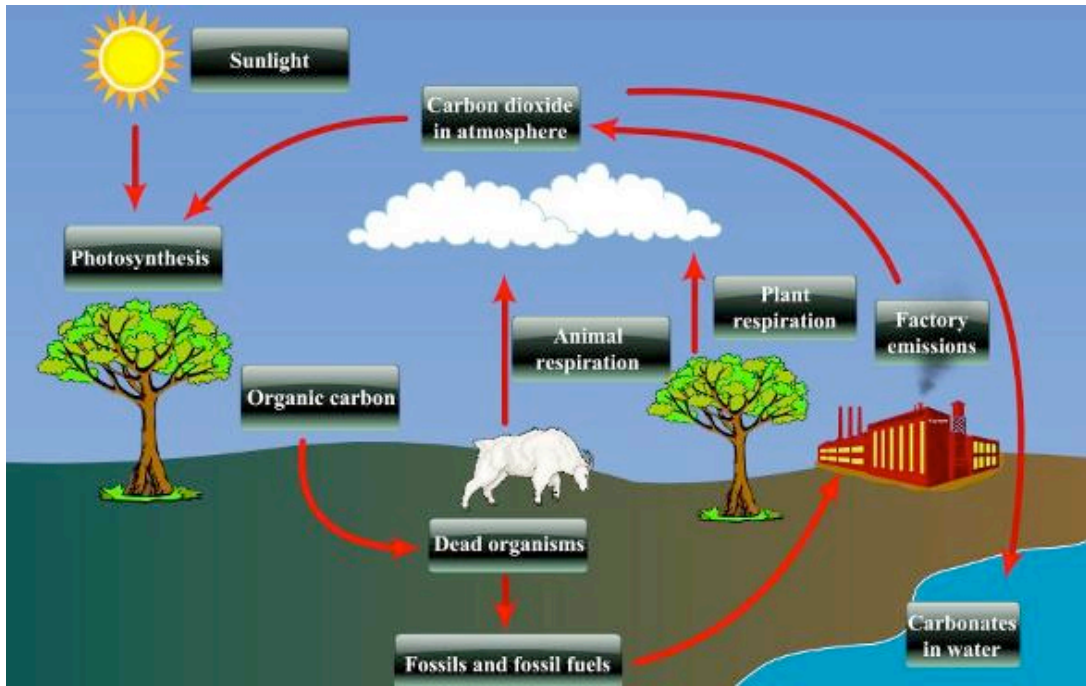 Sunlight
Carbon dioxide
in atmosphere
Photosynthesis
Plant
respiration
Factory
emissions
Animal
respiration
Organic carbon
Dead organisms
Fossils and fossil fuels
Carbonates
in water